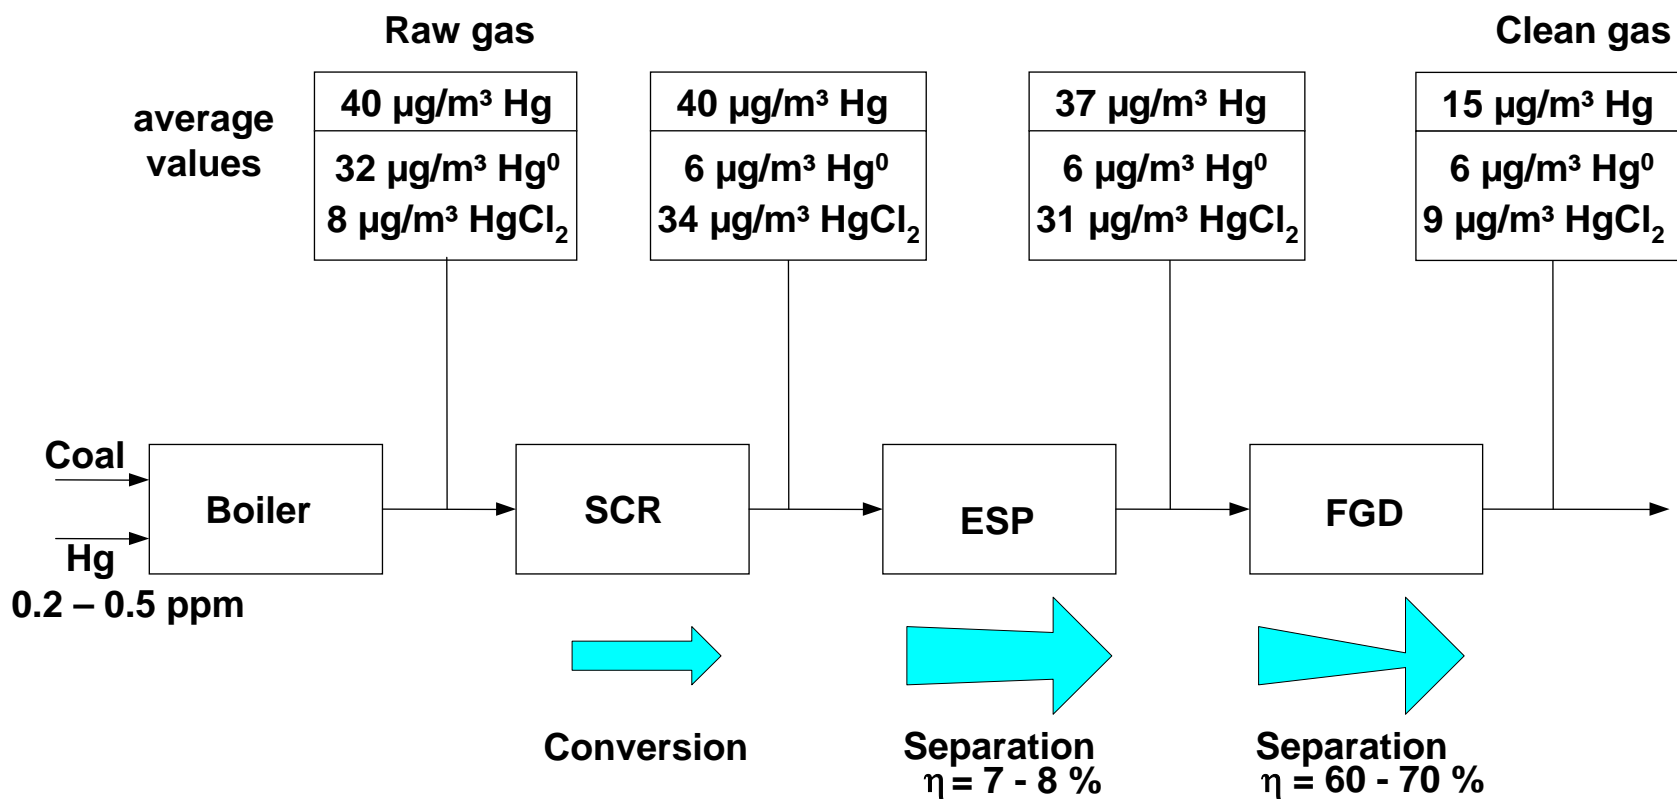 Raw gas
Clean gas
average
values
40 µg/m³ Hg
32 µg/m³ Hg⁰
8 µg/m³ HgCl₂
40 µg/m³ Hg
6 µg/m³ Hg⁰
34 µg/m³ HgCl₂
37 µg/m³ Hg
6 µg/m³ Hg⁰
31 µg/m³ HgCl₂
15 µg/m³ Hg
6 µg/m³ Hg⁰
9 µg/m³ HgCl₂
Coal
Hg
0.2 – 0.5 ppm
Boiler
SCR
ESP
FGD
Conversion
Separation
η = 7 - 8 %
Separation
η = 60 - 70 %